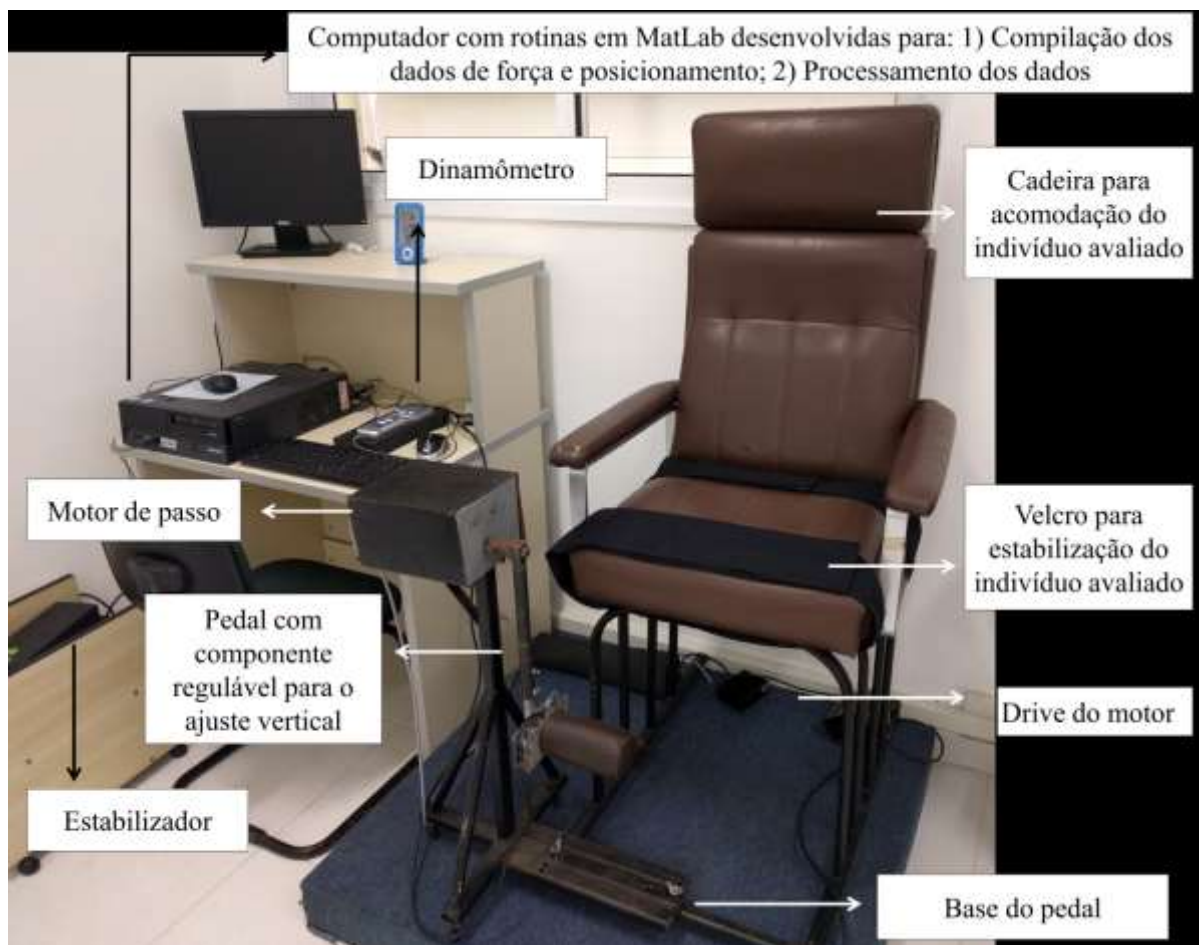 Computador com rotinas em MatLab desenvolvidas para: 1) Compilação dos
dados de força e posicionamento; 2) Processamento dos dados
Dinamômetro
Cadeira para
acomodação do
indivíduo avaliado
Motor de passo
Velcro para
estabilização do
indivíduo avaliado
Pedal com
componente
regulável para o
ajuste vertical
Drive do motor
Estabilizador
Base do pedal